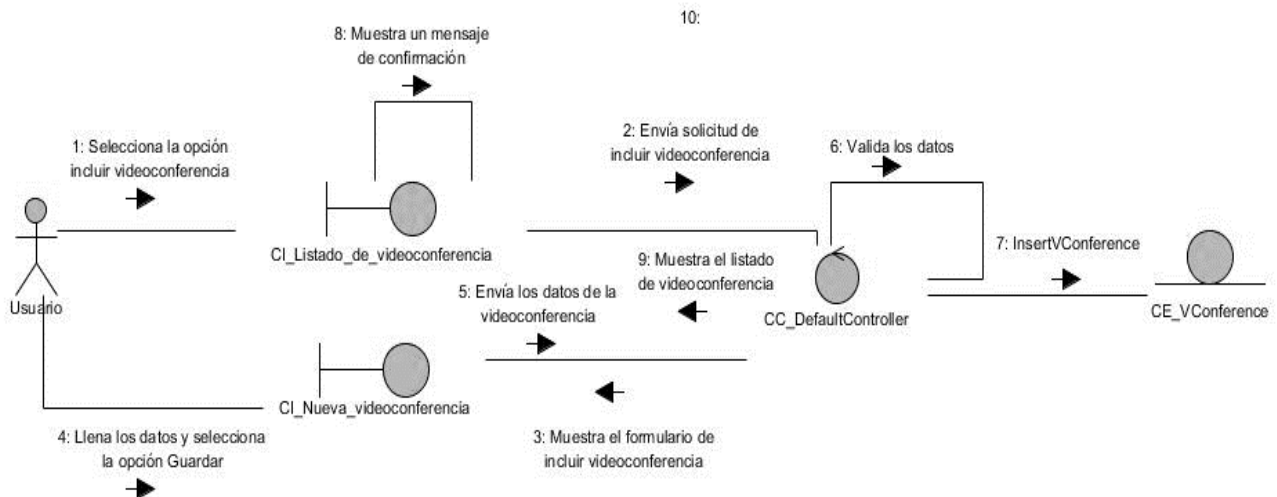 10:
8: Muestra un mensaje
de confirmación
1: Selecciona la opción
incluir videoconferencia
2: Envía solicitud de
incluir videoconferencia
6: Valida los datos
CI_Listado_de_videoconferencia
9: Muestra el listado
de videoconferencia
7: InsertVConference
Usuario
5: Envía los datos de la
videoconferencia
CC_DefaultController
CE_VConference
CI_Nueva_videoconferencia
4: Llena los datos y selecciona
la opción Guardar
3: Muestra el formulario de
incluir videoconferencia